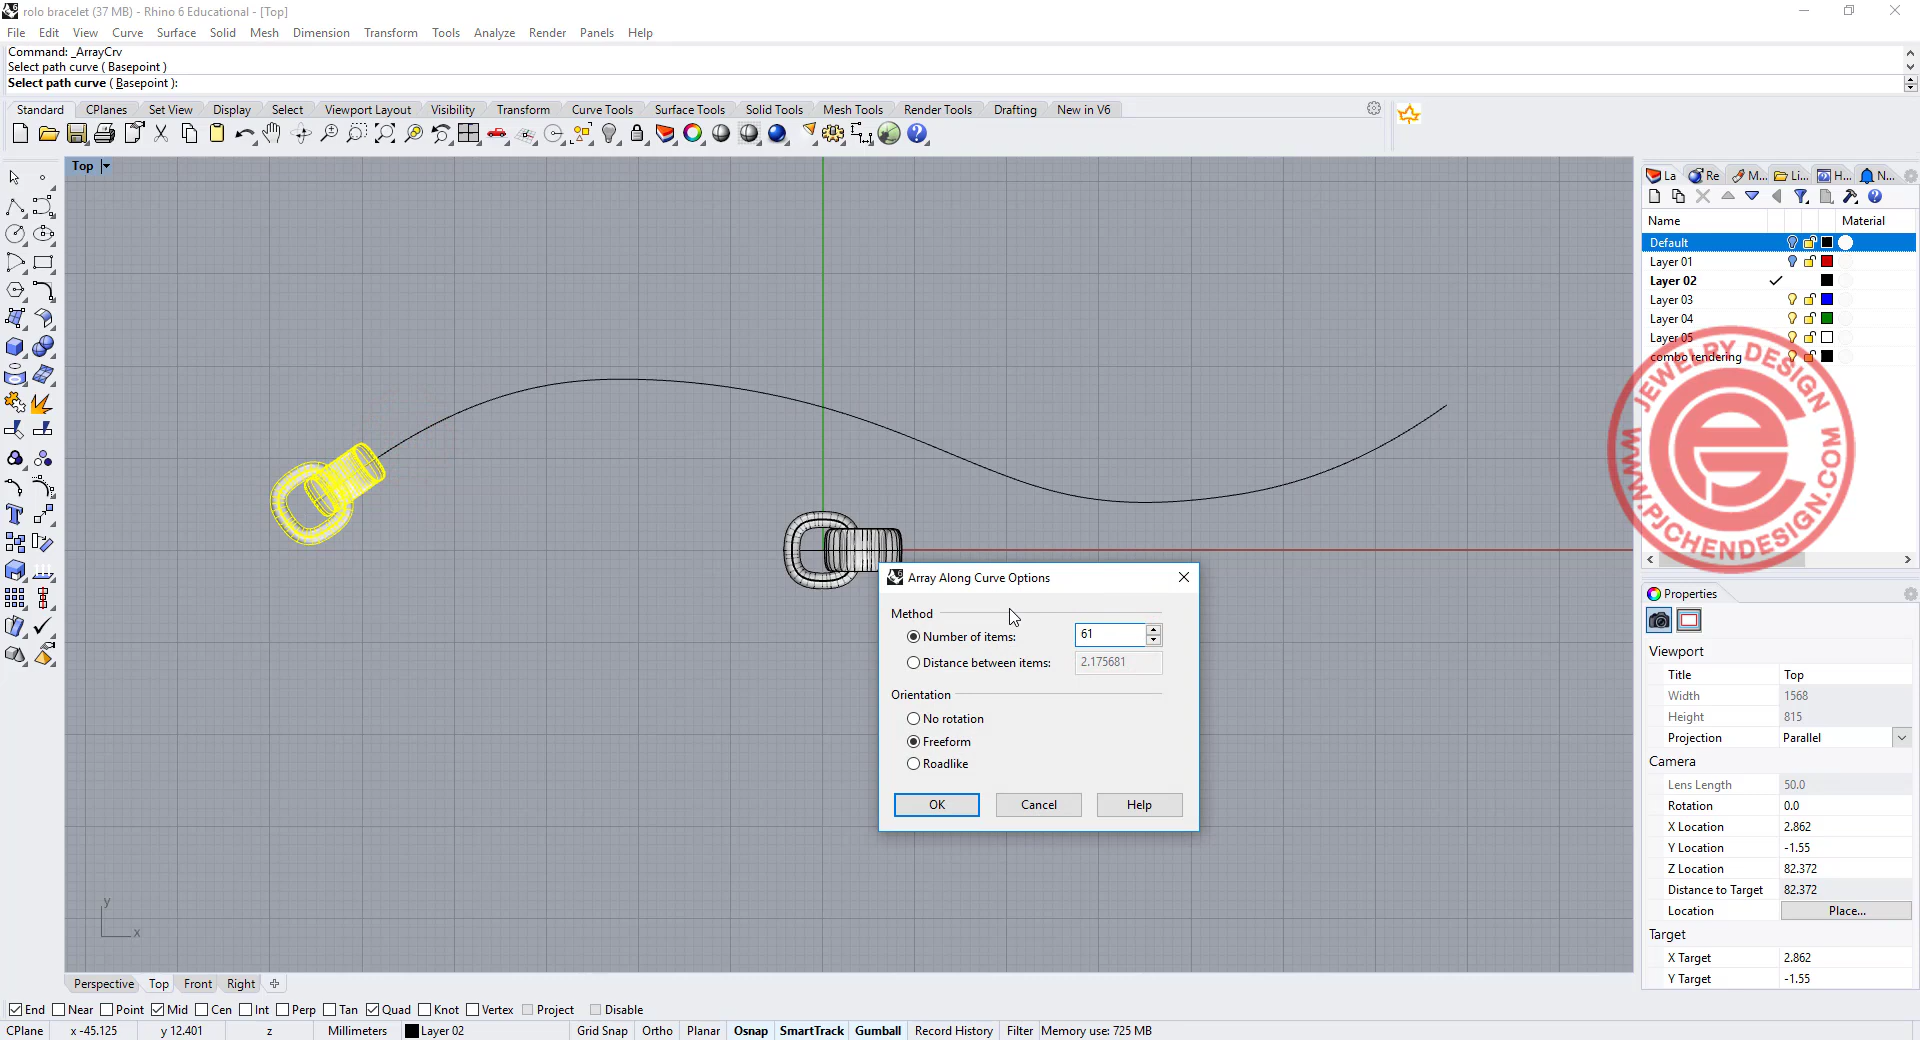 rolo bracelet (37 MB) - Rhino 6 Educational - [Top]
File Edit View Curve Surface Solid Mesh Dimension Transform Tools Analyze Render Panels Help
Command: _ArrayCrv
Select path curve ( Basepoint )
Select path curve ( Basepoint ):
Standard CPlanes Set View Display Select Viewport Layout Visibility Transform Curve Tools Surface Tools Solid Tools Mesh Tools Render Tools Drafting New in V6
Top
La Re M... Li... H... N...
Name Material
Default
Layer 01
Layer 02
Layer 03
Layer 04
Layer 05
combo rendering
JEWELRY DESIGN
WWW.PJCHENDESIGN.COM
Array Along Curve Options
Method
Number of items: 61
Distance between items: 2.175681
Orientation
No rotation
Freeform
Roadlike
OK Cancel Help
Properties
Viewport
Title Top
Width 1568
Height 815
Projection Parallel
Camera
Lens Length 50.0
Rotation 0.0
X Location 2.862
Y Location -1.55
Z Location 82.372
Distance to Target 82.372
Location Place...
Target
X Target 2.862
Y Target -1.55
y
x
Perspective Top Front Right
End Near Point Mid Cen Int Perp Tan Quad Knot Vertex Project Disable
CPlane x -45.125 y 12.401 z Millimeters Layer 02 Grid Snap Ortho Planar Osnap SmartTrack Gumball Record History Filter Memory use: 725 MB